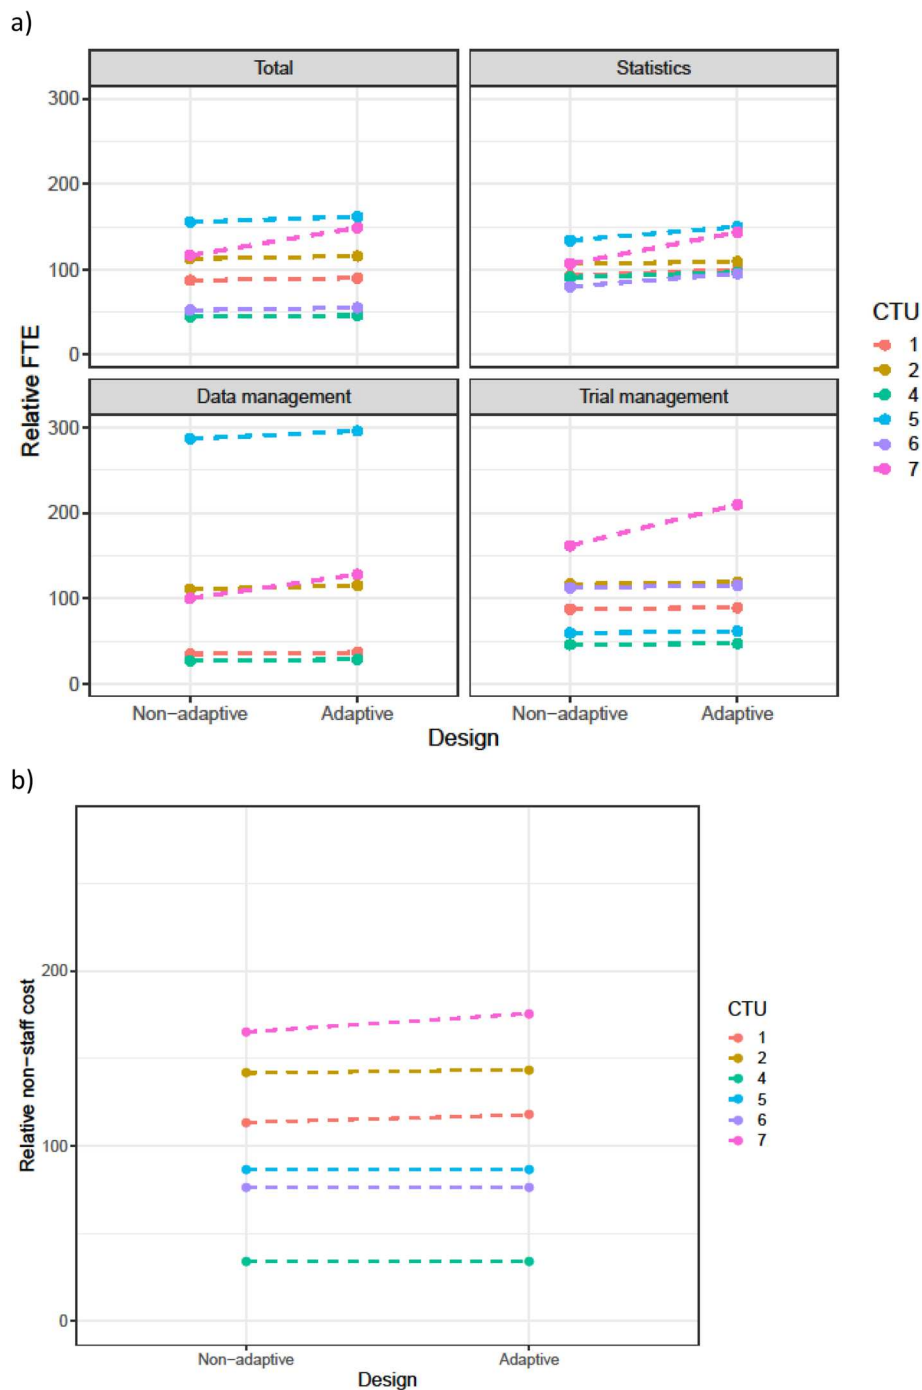 a)
Total
Statistics
300
200
100
0
Relative FTE
Data management
Trial management
300
200
100
0
Non−adaptive
Adaptive
Non−adaptive
Adaptive
Design
CTU
1
2
4
5
6
7
b)
200
100
0
Relative non−staff cost
Non−adaptive
Adaptive
Design
CTU
1
2
4
5
6
7